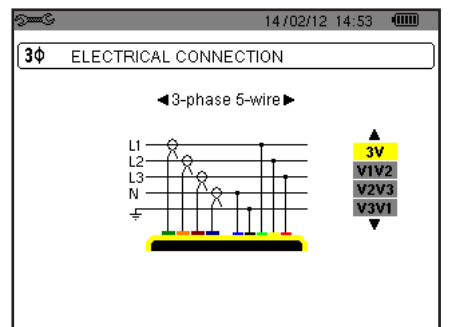 14/02/12 14:53
3Φ ELECTRICAL CONNECTION
◄3-phase 5-wire►
L1
L2
L3
N
3V
V1V2
V2V3
V3V1